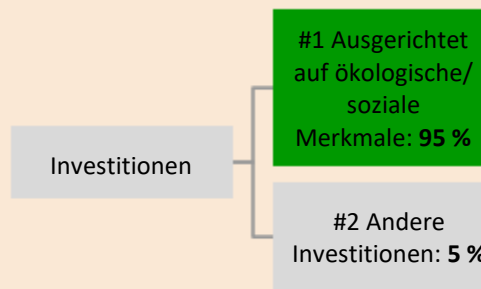 #1 Ausgerichtet
auf ökologische/
soziale
Merkmale: 95 %
Investitionen
#2 Andere
Investitionen: 5 %